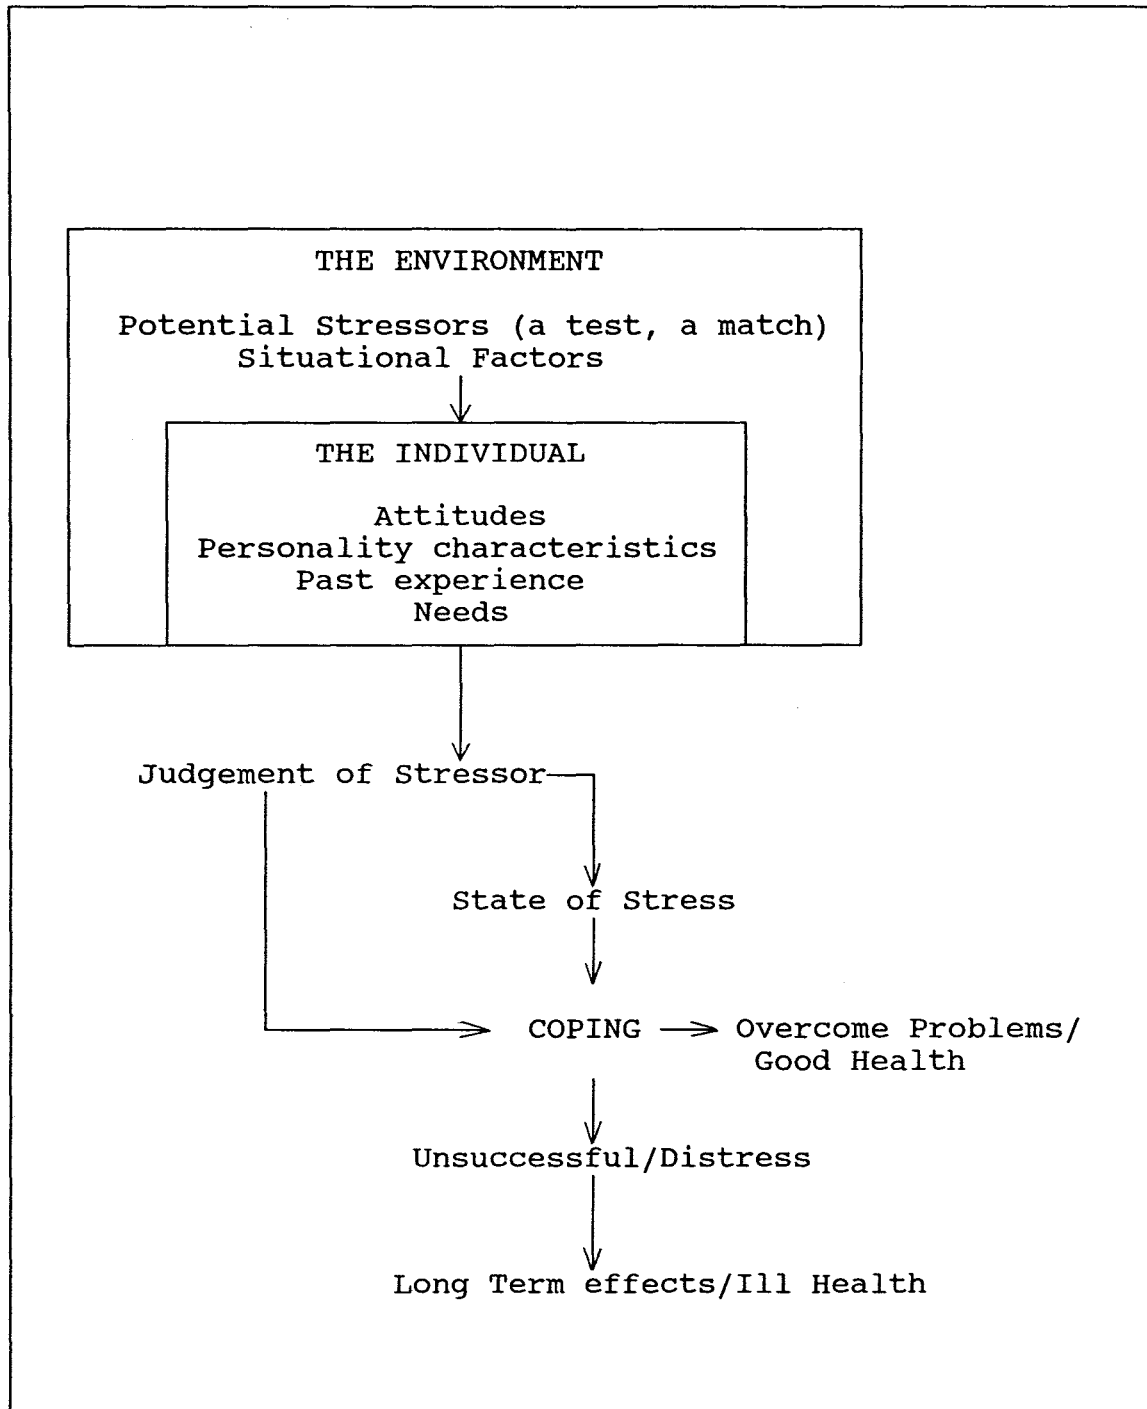 THE ENVIRONMENT
Potential Stressors (a test, a match)
Situational Factors
THE INDIVIDUAL
Attitudes
Personality characteristics
Past experience
Needs
Judgement of Stressor
State of Stress
COPING
Overcome Problems/
Good Health
Unsuccessful/Distress
Long Term effects/Ill Health